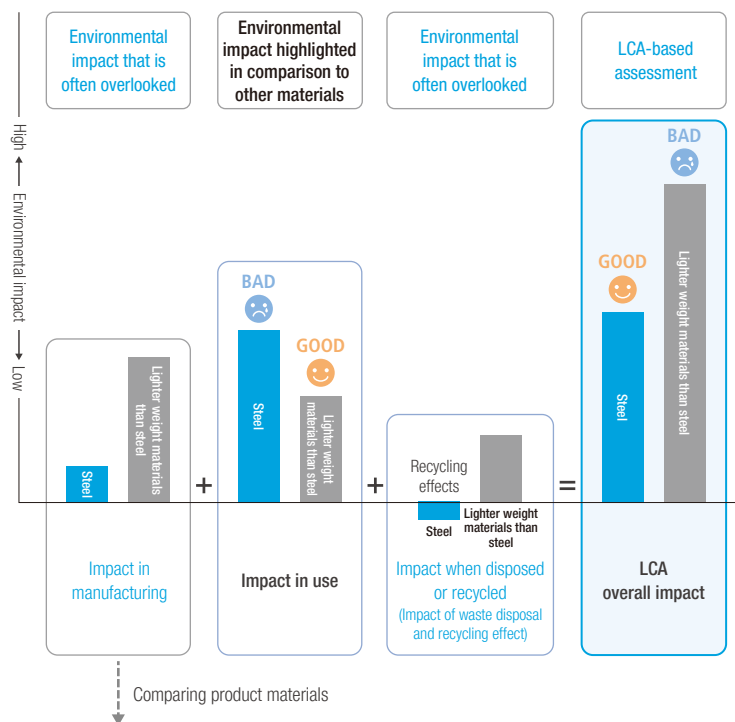 Environmental
impact that is
often overlooked
Environmental
impact highlighted
in comparison to
other materials
Environmental
impact that is
often overlooked
LCA-based
assessment
High
Environmental impact
Low
BAD
GOOD
BAD
GOOD
Steel
Lighter weight materials
than steel
+
Steel
Lighter weight
materials than steel
+
Recycling
effects
Steel
Lighter weight
materials than
steel
=
Steel
Lighter weight materials than steel
Impact in
manufacturing
Impact in use
Impact when disposed
or recycled
(Impact of waste disposal
and recycling effect)
LCA
overall impact
Comparing product materials